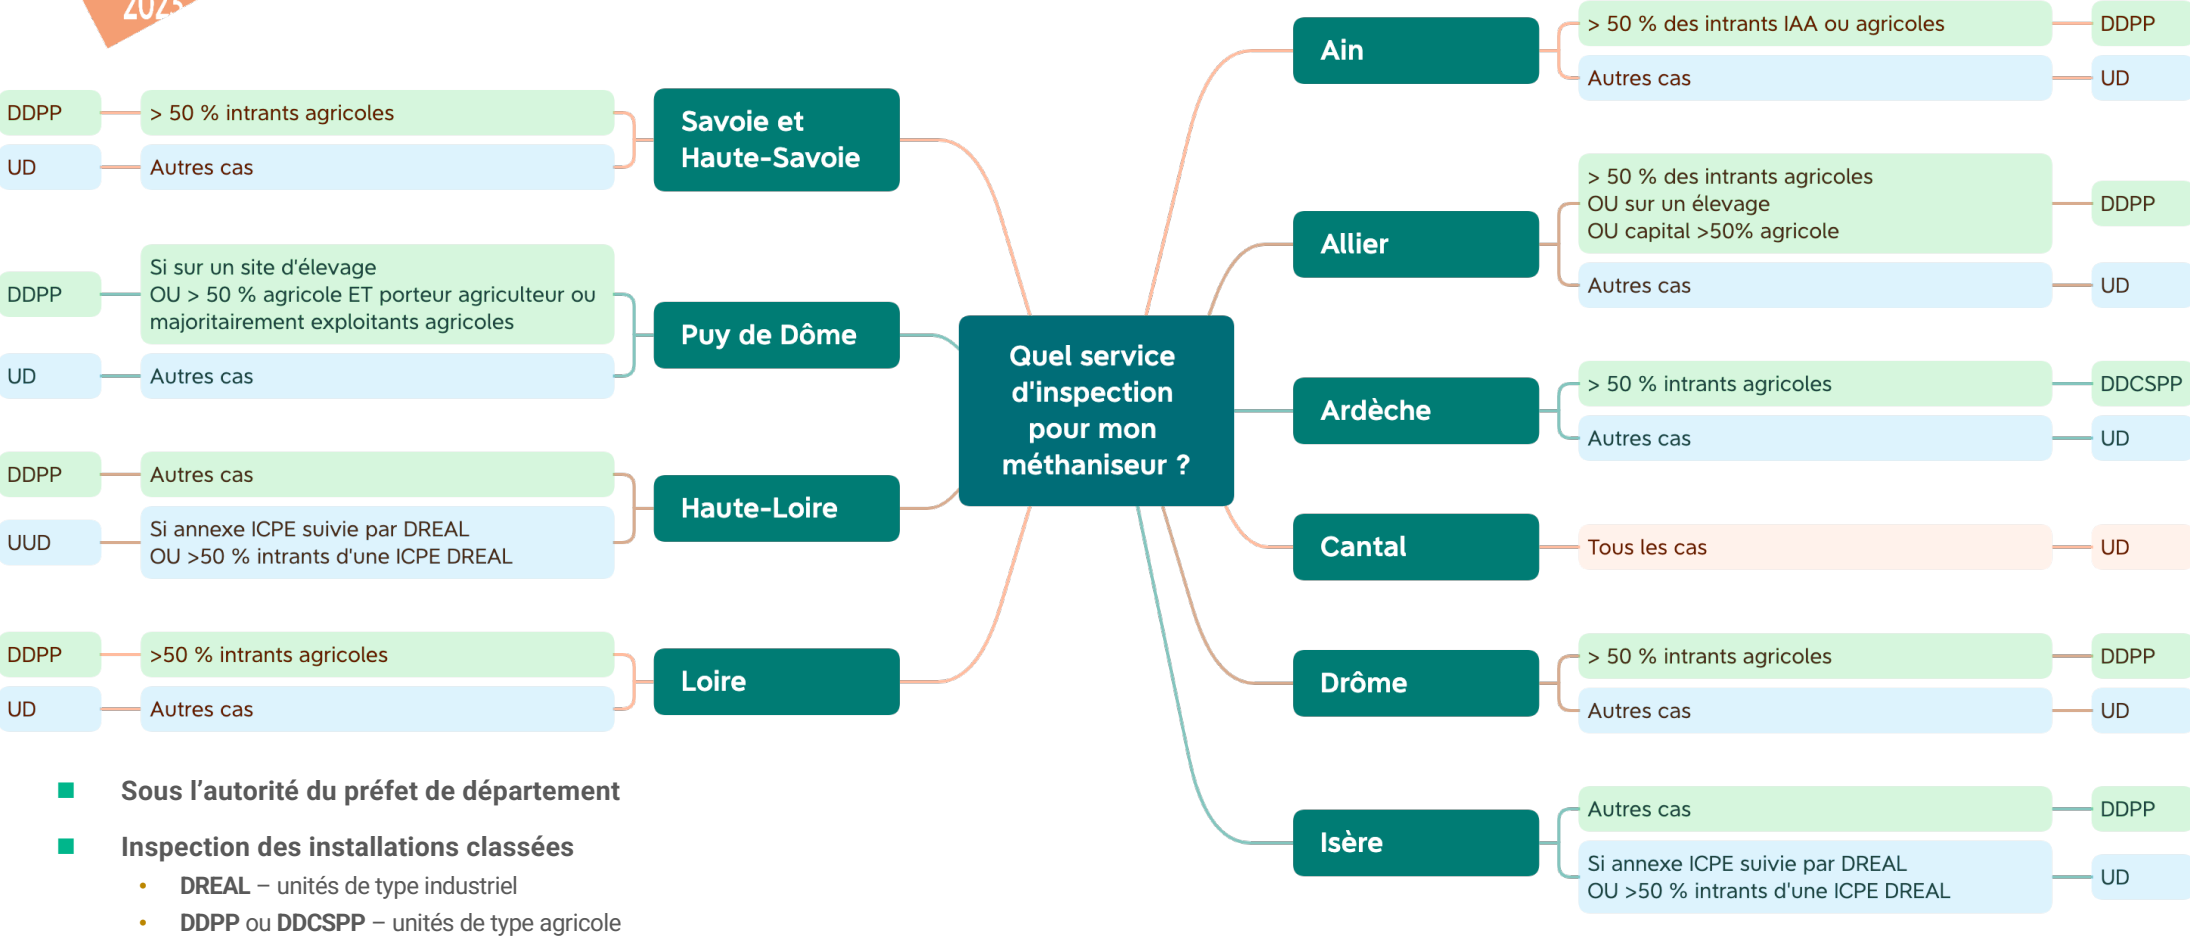 2023
Quel service
d'inspection
pour mon
méthaniseur ?
Savoie et
Haute-Savoie
> 50 % intrants agricoles
DDPP
Autres cas
UD
Puy de Dôme
Si sur un site d'élevage
OU > 50 % agricole ET porteur agriculteur ou
majoritairement exploitants agricoles
DDPP
Autres cas
UD
Haute-Loire
Autres cas
DDPP
Si annexe ICPE suivie par DREAL
OU >50 % intrants d'une ICPE DREAL
UUD
Loire
>50 % intrants agricoles
DDPP
Autres cas
UD
Ain
> 50 % des intrants IAA ou agricoles
DDPP
Autres cas
UD
Allier
> 50 % des intrants agricoles
OU sur un élevage
OU capital >50% agricole
DDPP
Autres cas
UD
Ardèche
> 50 % intrants agricoles
DDCSPP
Autres cas
UD
Cantal
Tous les cas
UD
Drôme
> 50 % intrants agricoles
DDPP
Autres cas
UD
Isère
Autres cas
DDPP
Si annexe ICPE suivie par DREAL
OU >50 % intrants d'une ICPE DREAL
UD
Sous l’autorité du préfet de département
Inspection des installations classées
• DREAL – unités de type industriel
• DDPP ou DDCSPP – unités de type agricole